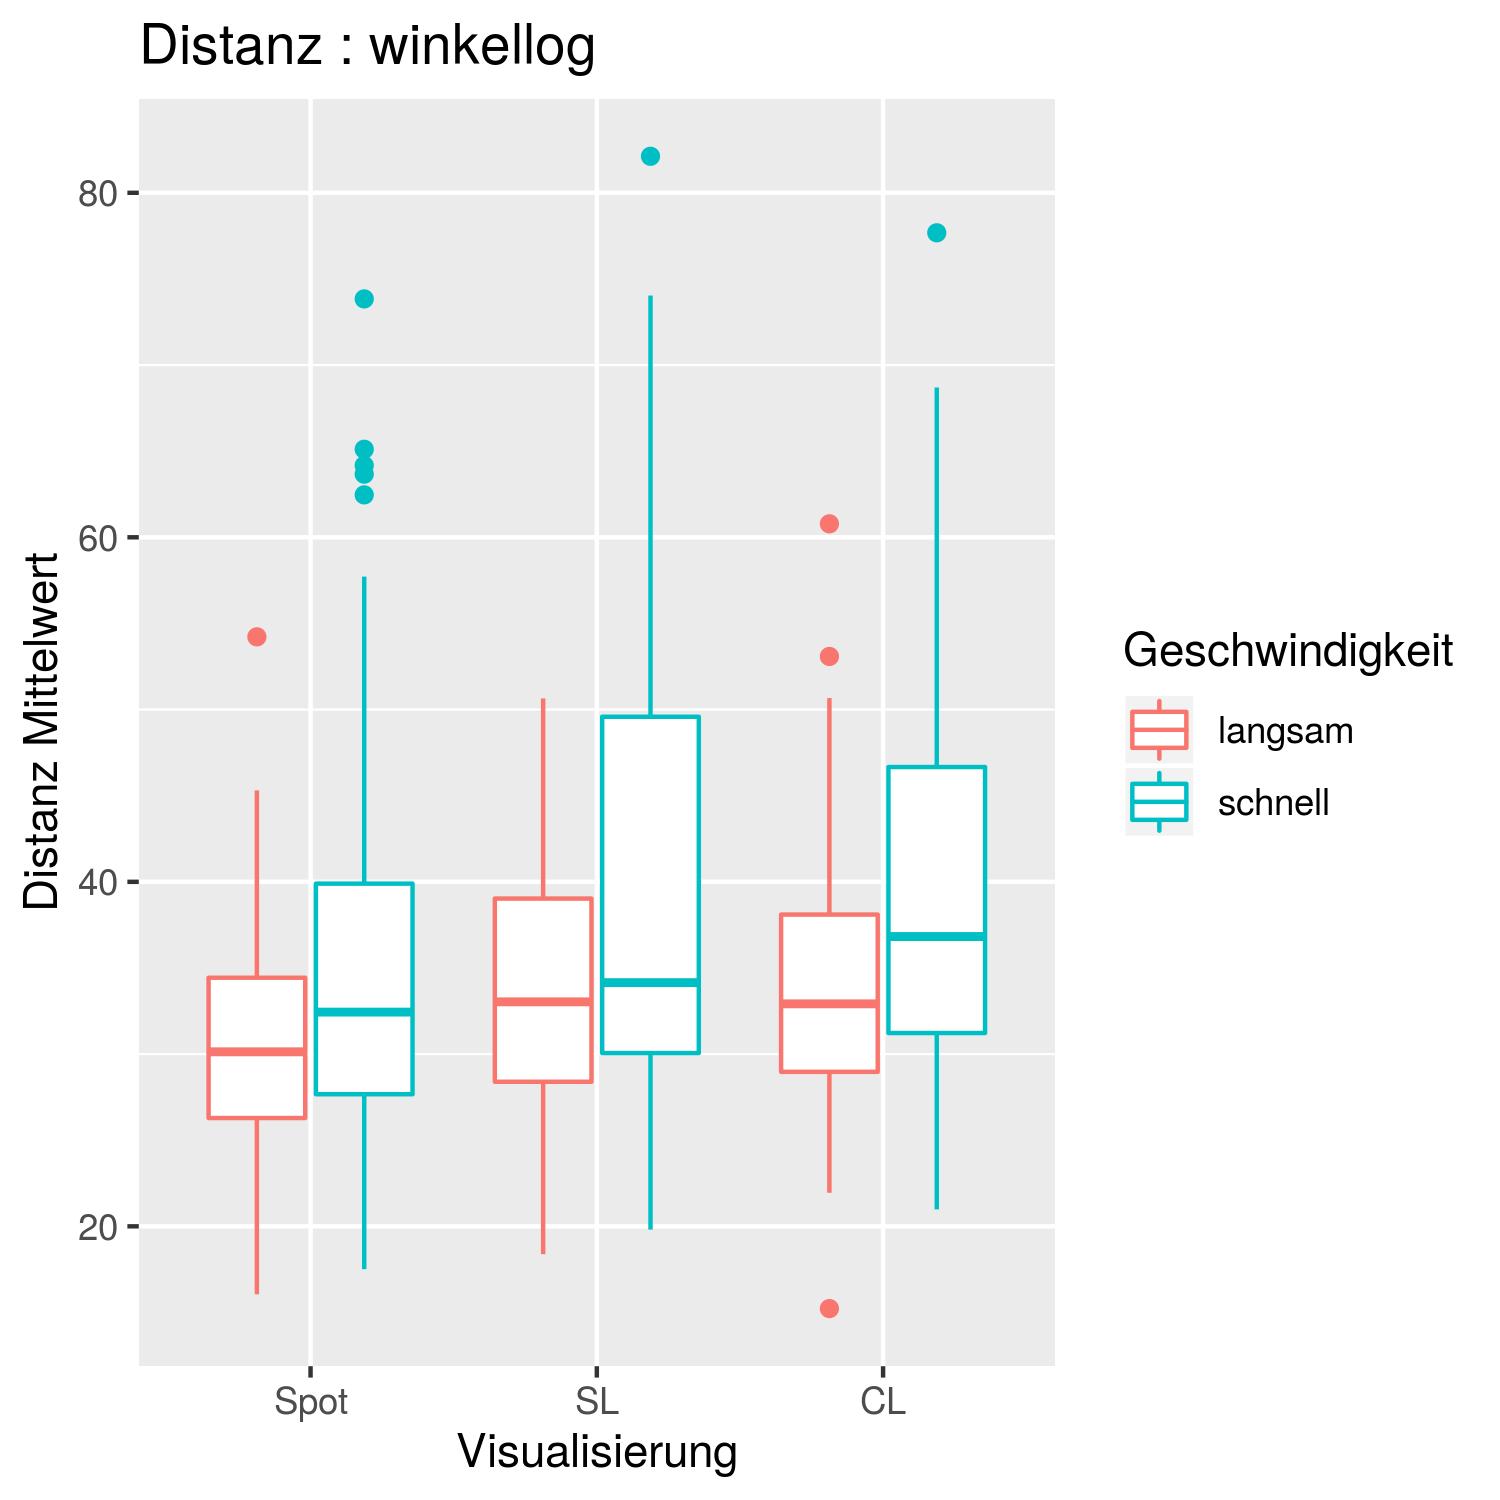 Distanz : winkellog
Distanz Mittelwert
80
60
40
20
Spot SL CL
Visualisierung
Geschwindigkeit
langsam
schnell